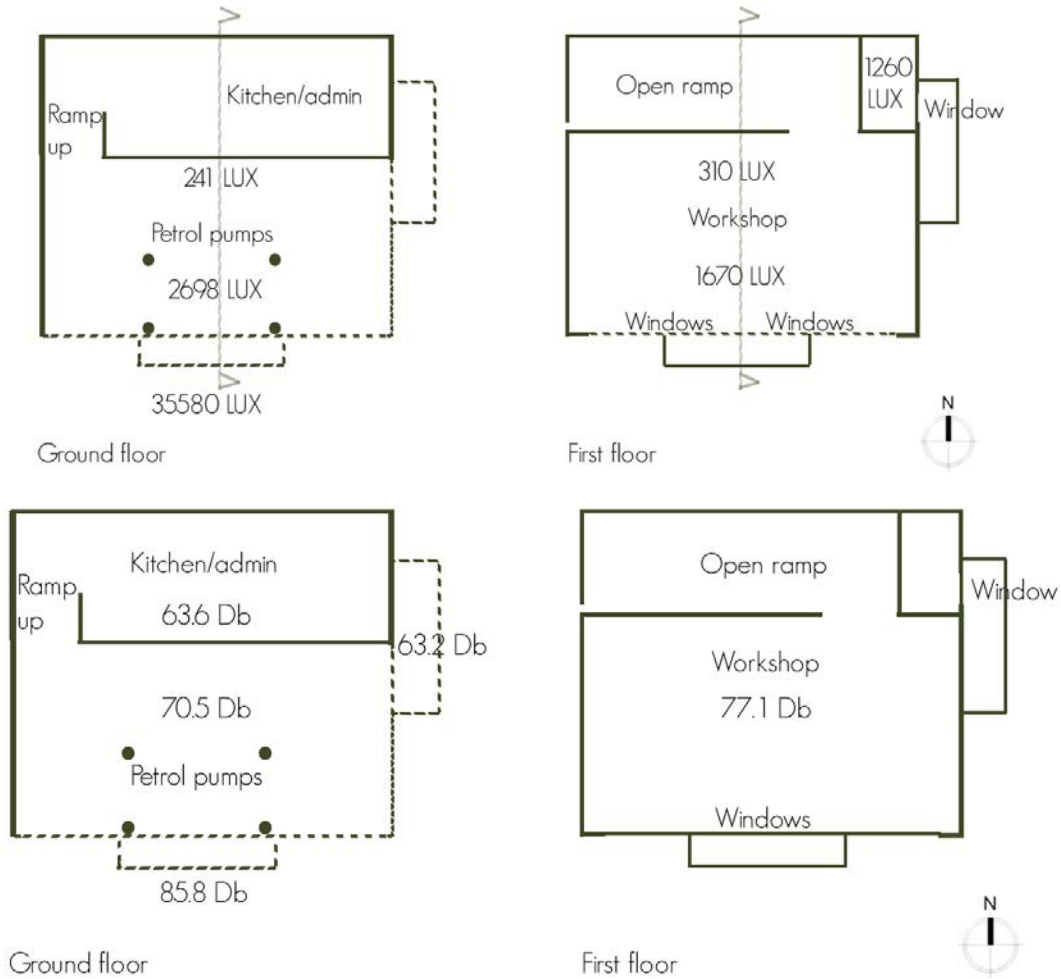 Kitchen/admin
Ramp
up
241 LUX
Petrol pumps
2698 LUX
35580 LUX
Ground floor
Open ramp
1260
LUX
Window
310 LUX
Workshop
1670 LUX
Windows
Windows
N
First floor
Kitchen/admin
Ramp
up
63.6 Db
63.2 Db
70.5 Db
Petrol pumps
85.8 Db
Ground floor
Open ramp
Window
Workshop
77.1 Db
Windows
N
First floor